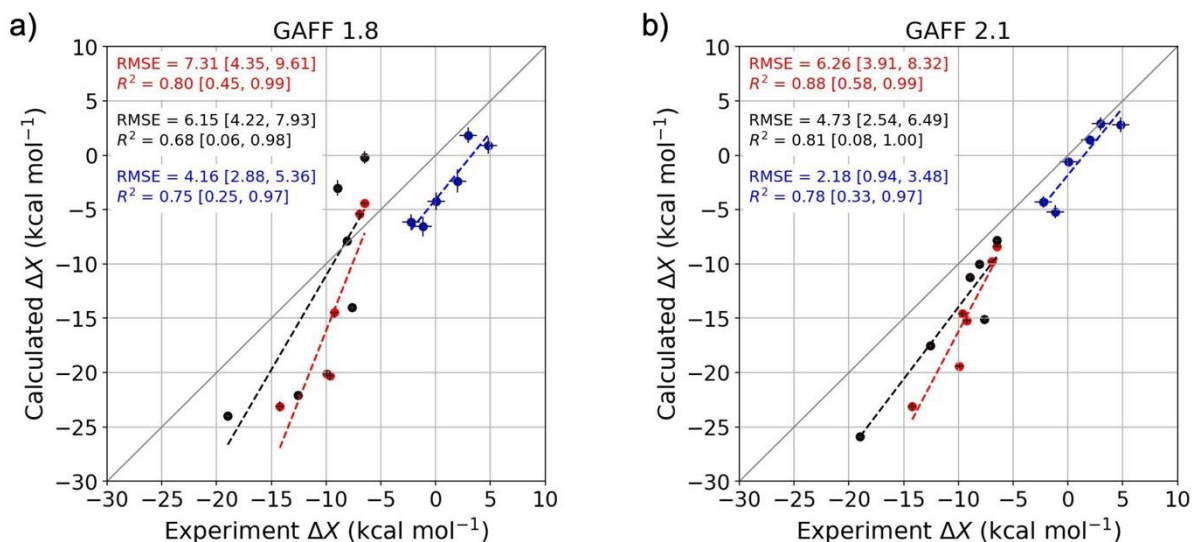 a)
GAFF 1.8
RMSE = 7.31 [4.35, 9.61]
R² = 0.80 [0.45, 0.99]
RMSE = 6.15 [4.22, 7.93]
R² = 0.68 [0.06, 0.98]
RMSE = 4.16 [2.88, 5.36]
R² = 0.75 [0.25, 0.97]
10
5
0
−5
−10
−15
−20
−25
−30
Calculated ΔX (kcal mol⁻¹)
−30 −25 −20 −15 −10 −5 0 5 10
Experiment ΔX (kcal mol⁻¹)
b)
GAFF 2.1
RMSE = 6.26 [3.91, 8.32]
R² = 0.88 [0.58, 0.99]
RMSE = 4.73 [2.54, 6.49]
R² = 0.81 [0.08, 1.00]
RMSE = 2.18 [0.94, 3.48]
R² = 0.78 [0.33, 0.97]
10
5
0
−5
−10
−15
−20
−25
−30
Calculated ΔX (kcal mol⁻¹)
−30 −25 −20 −15 −10 −5 0 5 10
Experiment ΔX (kcal mol⁻¹)